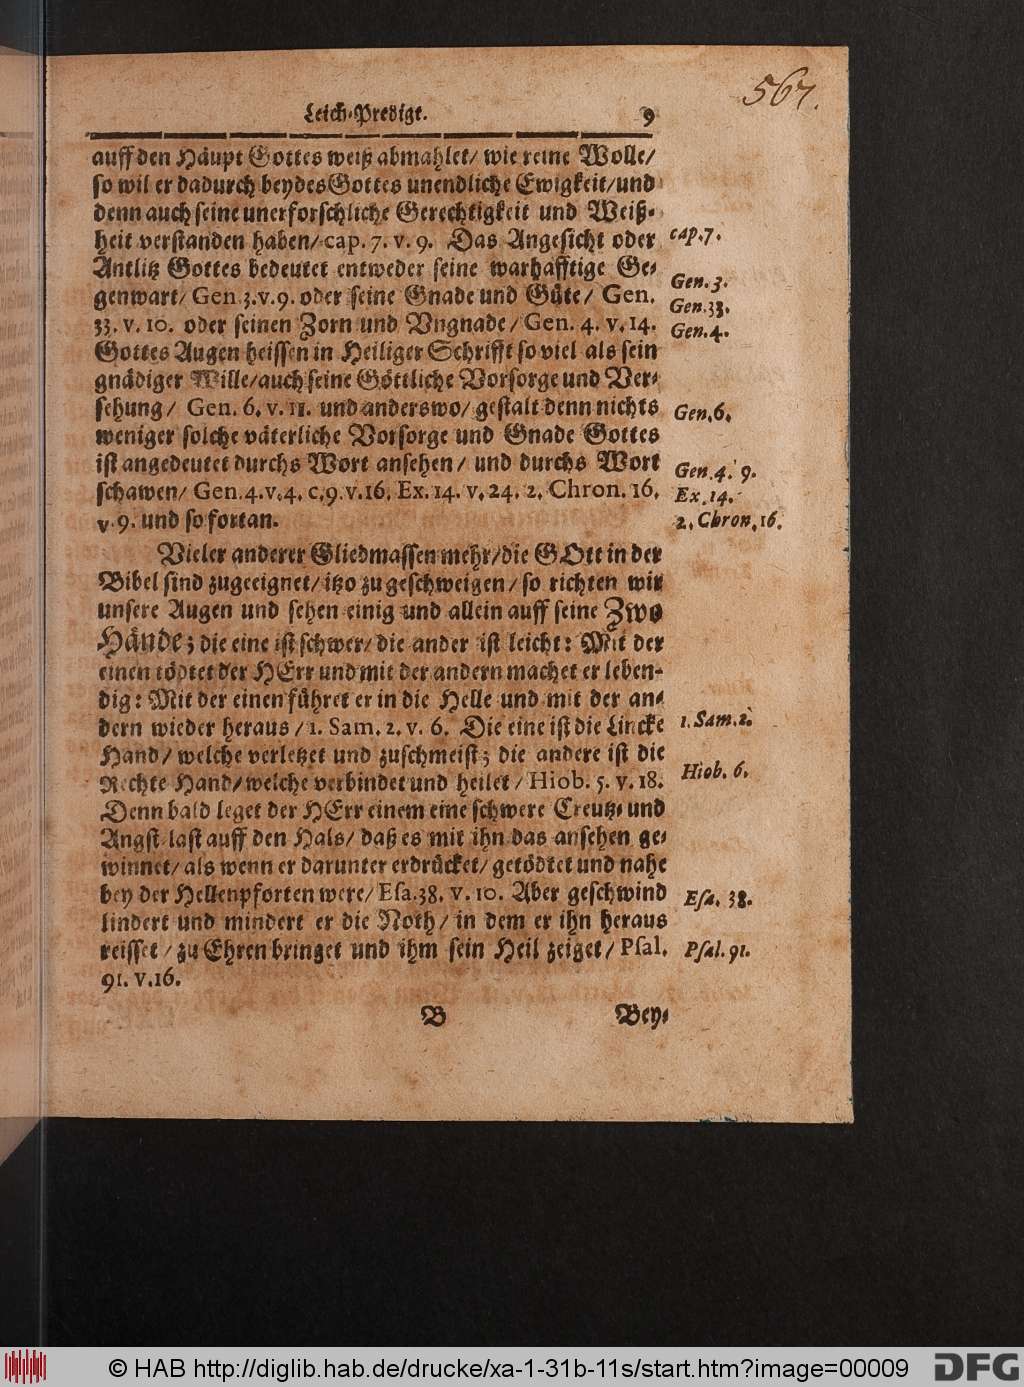 567.
Leich-Predigt. 9
auff den Häupt Gottes weiß abmahlet/ wie reine Wolle/
so wil er dadurch beydes Gottes unendliche Ewigkeit/ und
denn auch seine unerforschliche Gerechtigkeit und Weiß-
heit verstanden haben/ cap. 7. v. 9. Das Angesicht oder cap. 7.
Antlitz Gottes bedeutet entweder seine warhafftige Ge-
genwart/ Gen. 3. v. 9. oder seine Gnade und Güte/ Gen. Gen. 3.
Gen. 33.
33. v. 10. oder seinen Zorn und Vngnade/ Gen. 4. v. 14. Gen. 4.
Gottes Augen heissen in Heiliger Schrifft so viel als sein
gnädiger Wille/ auch seine Göttliche Vorsorge und Ver-
sehung/ Gen. 6. v. 11. und anderswo/ gestalt denn nichts Gen. 6.
weniger solche väterliche Vorsorge und Gnade Gottes
ist angedeutet durchs Wort ansehen/ und durchs Wort Gen. 4. 9.
schawen/ Gen. 4. v. 4. c. 9. v. 16. Ex. 14. v. 24. 2. Chron. 16. Ex. 14.
v. 9. und so fortan. 2. Chron. 16.
Vieler anderer Gliedmassen mehr/ die GOtt in der
Bibel sind zugeeignet/ itzo zu geschweigen/ so richten wir
unsere Augen und sehen einig und allein auff seine Zwo
Hände; die eine ist schwer/ die ander ist leicht: Mit der
einen tödtet der HErr und mit der andern machet er leben-
dig: Mit der einen führet er in die Helle und mit der an-
dern wieder heraus/ 1. Sam. 2. v. 6. Die eine ist die Lincke 1. Sam. 2.
Hand/ welche verletzet und zuschmeist; die andere ist die
Rechte Hand/ welche verbindet und heilet/ Hiob. 5. v. 18. Hiob. 6.
Denn bald leget der HErr einem eine schwere Creutz- und
Angst-last auff den Hals/ daß es mit ihn das ansehen ge-
winnet/ als wenn er darunter erdrücket/ getödtet und nahe
bey der Hellenpforten were/ Esa. 38. v. 10. Aber geschwind Esa. 38.
lindert und mindert er die Noth/ in dem er ihn heraus
reisset/ zu Ehren bringet und ihm sein Heil zeiget/ Psal. Psal. 91.
91. v. 16.
B Bey-
© HAB http://diglib.hab.de/drucke/xa-1-31b-11s/start.htm?image=00009 DFG